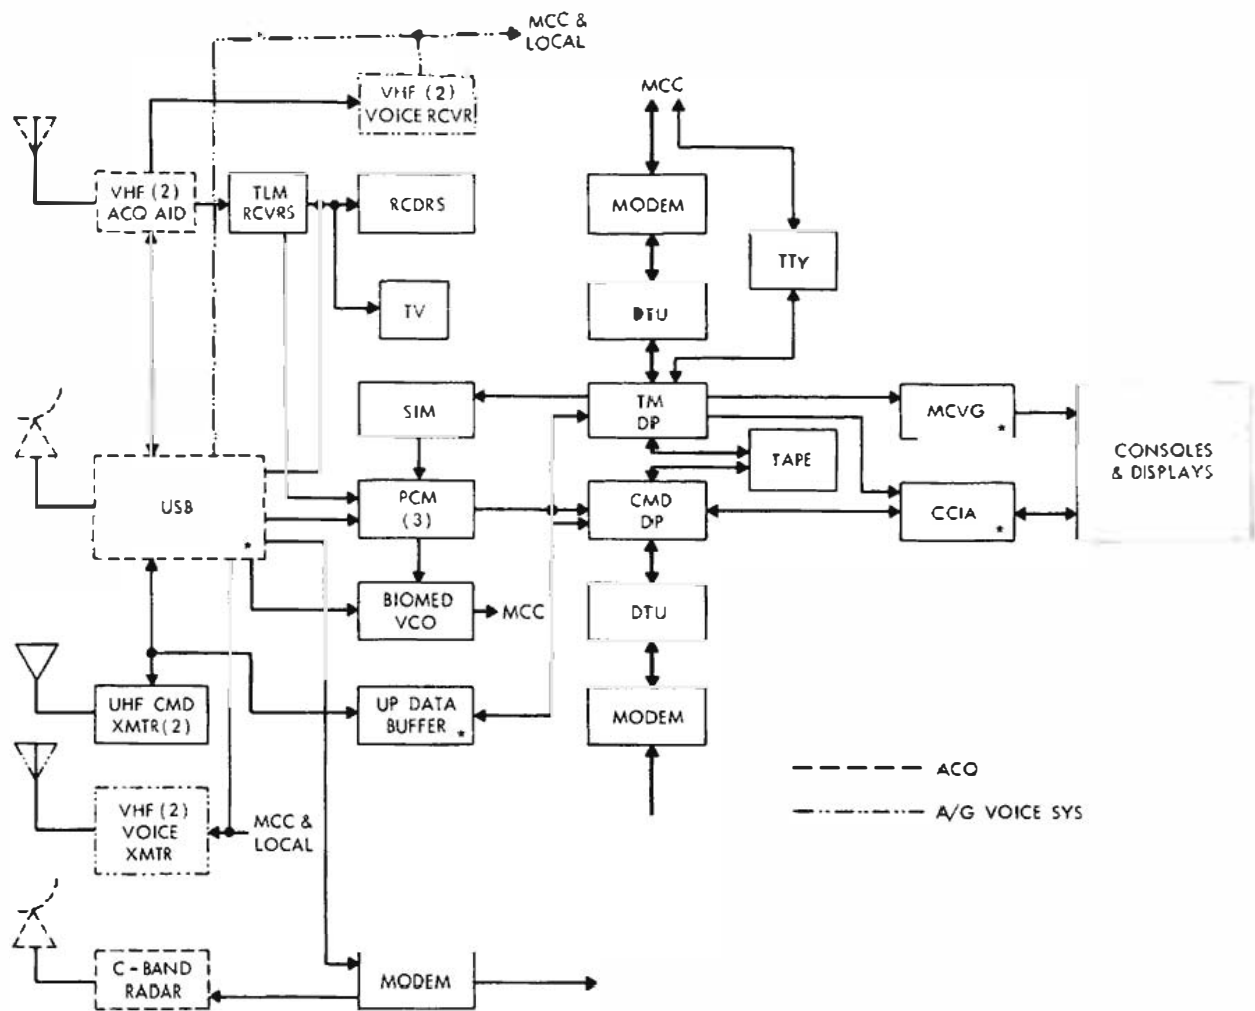 MCC &
LOCAL
VHF (2)
VOICE RCVR
MCC
VHF (2)
ACQ AID
TLM
RCVRS
RCDRS
MODEM
TTY
TV
DTU
SIM
TM
DP
MCVG
*
CONSOLES
& DISPLAYS
TAPE
USB
*
PCM
(3)
CMD
DP
CCIA
*
BIOMED
VCO
MCC
DTU
UHF CMD
XMTR(2)
UP DATA
BUFFER *
MODEM
ACQ
A/G VOICE SYS
VHF (2)
VOICE
XMTR
MCC &
LOCAL
C-BAND
RADAR
MODEM